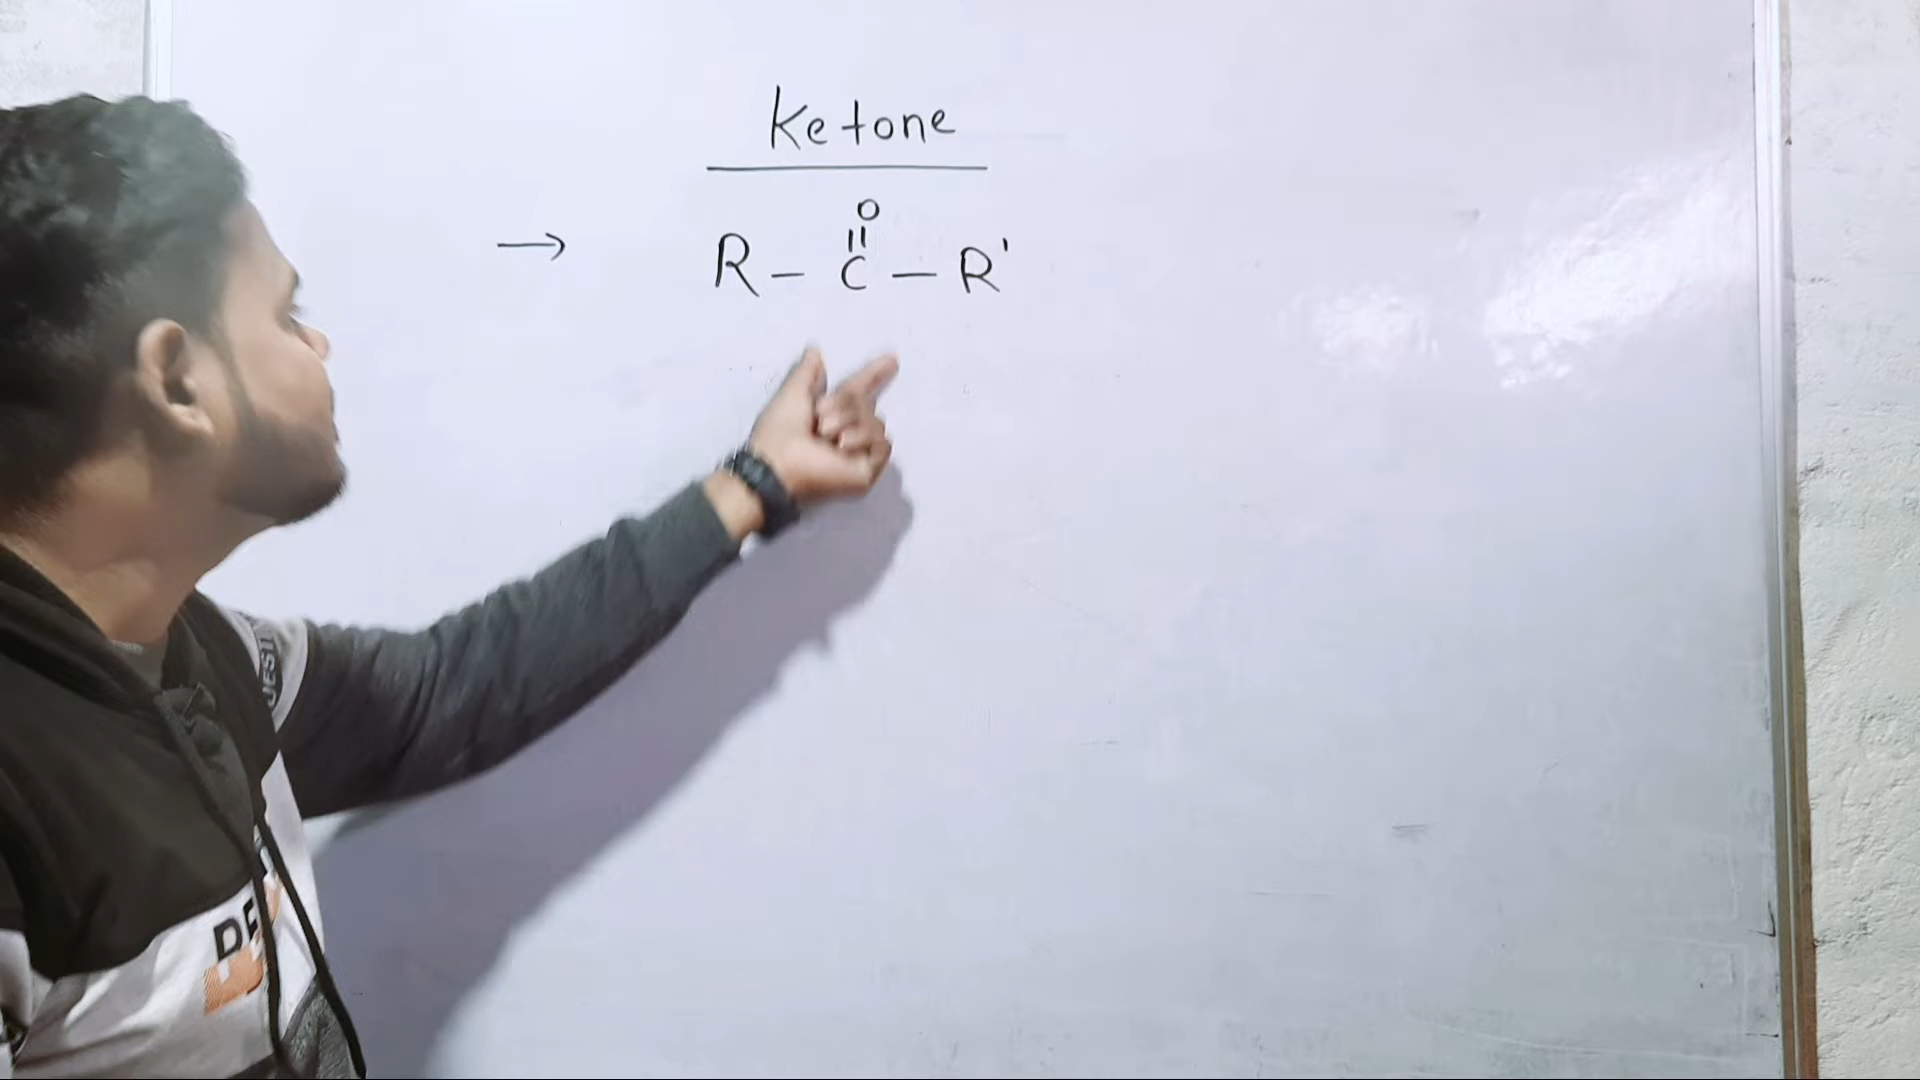 Ketone
O
||
→ R - C - R'